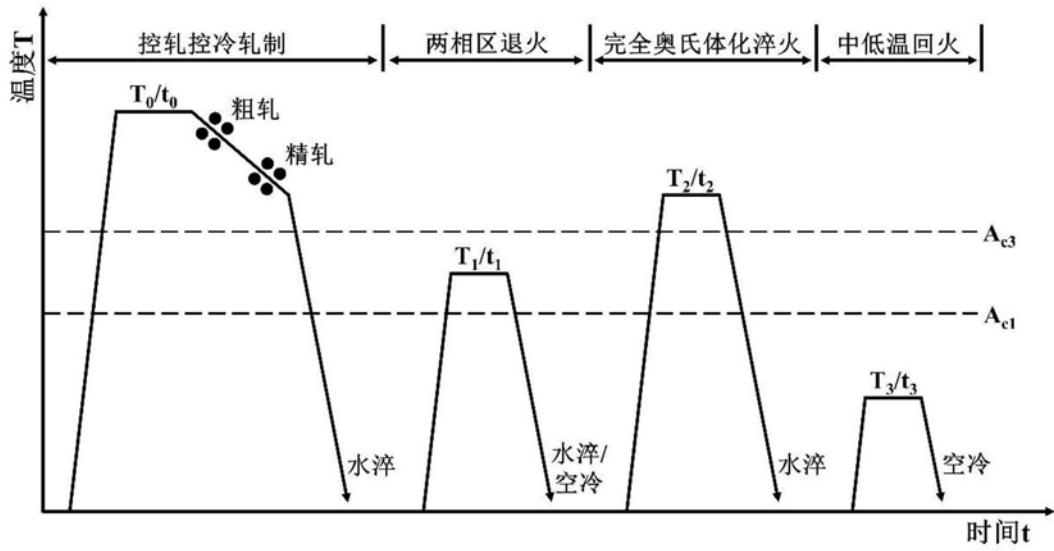 温度T
控轧控冷轧制
两相区退火
完全奥氏体化淬火
中低温回火
T0/t0
粗轧
精轧
T2/t2
Ac3
T1/t1
Ac1
T3/t3
水淬
水淬/
空冷
水淬
空冷
时间t